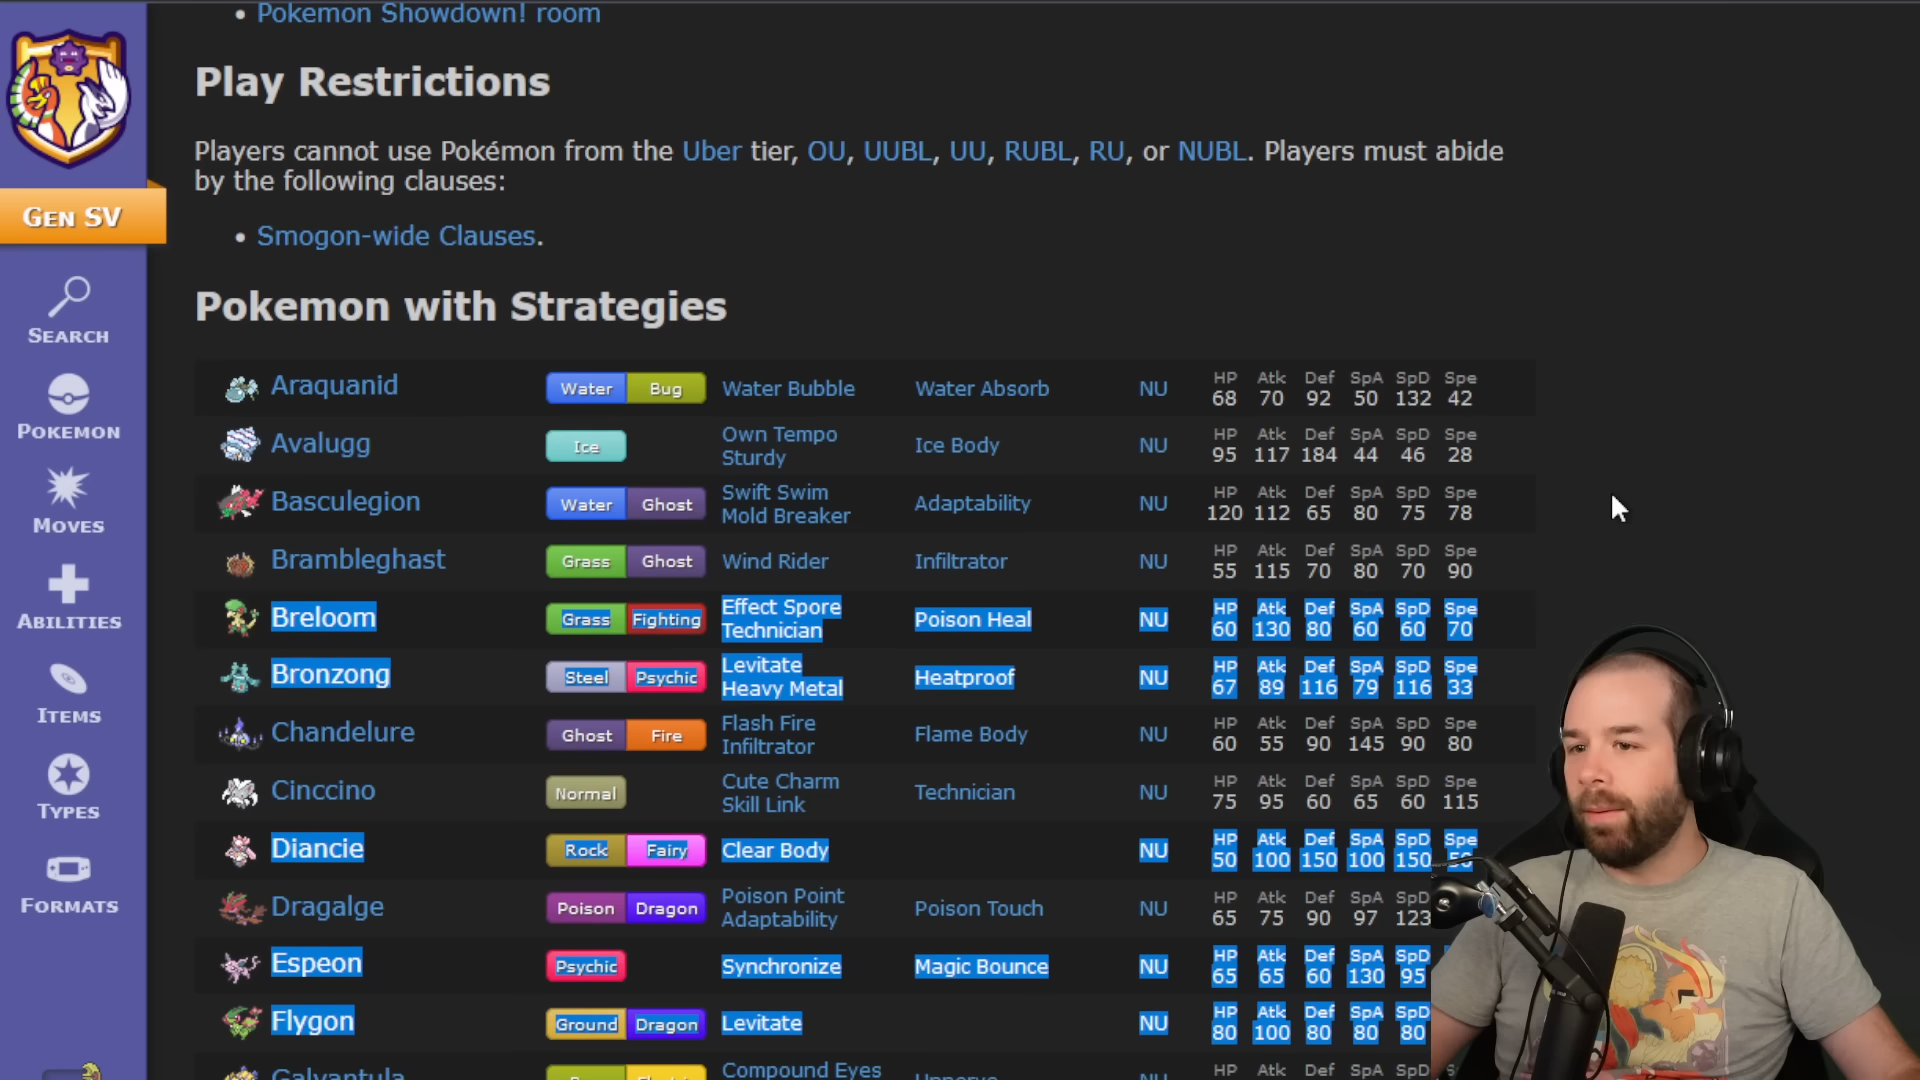 Pokemon Showdown! room
Play Restrictions
Players cannot use Pokémon from the Uber tier, OU, UUBL, UU, RUBL, RU, or NUBL. Players must abide
by the following clauses:
Smogon-wide Clauses.
Pokemon with Strategies
GEN SV
SEARCH
POKEMON
MOVES
ABILITIES
ITEMS
TYPES
FORMATS
Araquanid Water Bug Water Bubble Water Absorb NU HP 68 Atk 70 Def 92 SpA 50 SpD 132 Spe 42
Avalugg Ice Own Tempo Sturdy Ice Body NU HP 95 Atk 117 Def 184 SpA 44 SpD 46 Spe 28
Basculegion Water Ghost Swift Swim Mold Breaker Adaptability NU HP 120 Atk 112 Def 65 SpA 80 SpD 75 Spe 78
Brambleghast Grass Ghost Wind Rider Infiltrator NU HP 55 Atk 115 Def 70 SpA 80 SpD 70 Spe 90
Breloom Grass Fighting Effect Spore Technician Poison Heal NU HP 60 Atk 130 Def 80 SpA 60 SpD 60 Spe 70
Bronzong Steel Psychic Levitate Heavy Metal Heatproof NU HP 67 Atk 89 Def 116 SpA 79 SpD 116 Spe 33
Chandelure Ghost Fire Flash Fire Infiltrator Flame Body NU HP 60 Atk 55 Def 90 SpA 145 SpD 90 Spe 80
Cinccino Normal Cute Charm Skill Link Technician NU HP 75 Atk 95 Def 60 SpA 65 SpD 60 Spe 115
Diancie Rock Fairy Clear Body NU HP 50 Atk 100 Def 150 SpA 100 SpD 150 Spe 50
Dragalge Poison Dragon Poison Point Adaptability Poison Touch NU HP 65 Atk 75 Def 90 SpA 97 SpD 123
Espeon Psychic Synchronize Magic Bounce NU HP 65 Atk 65 Def 60 SpA 130 SpD 95
Flygon Ground Dragon Levitate NU HP 80 Atk 100 Def 80 SpA 80 SpD 80
Galvantula Compound Eyes HP Atk Def SpA SpD